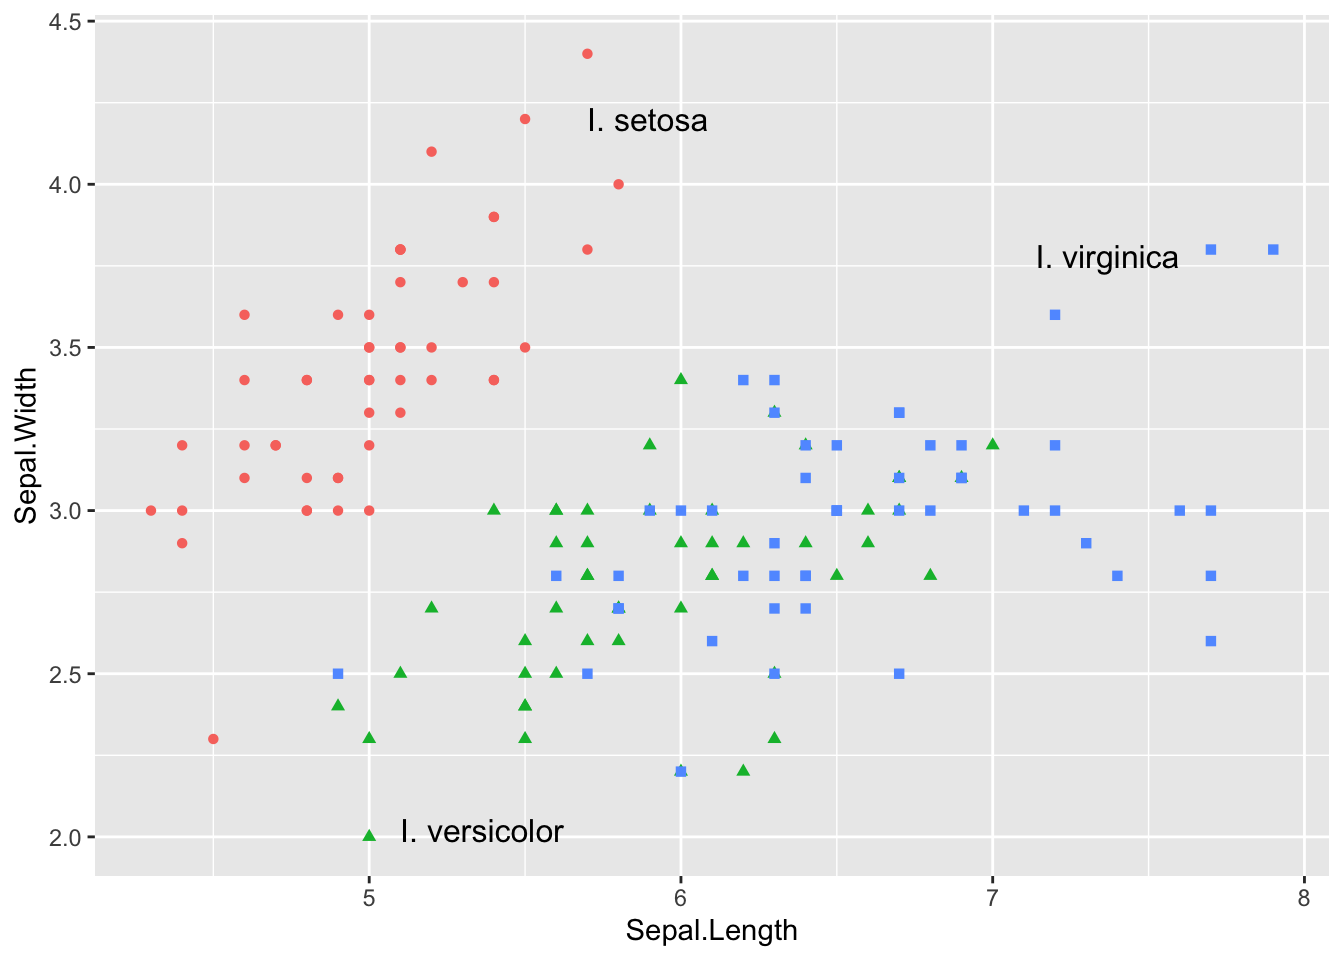 4.5
I. setosa
4.0
I. virginica
3.5
Sepal.Width
3.0
2.5
2.0
I. versicolor
5 6 7 8
Sepal.Length